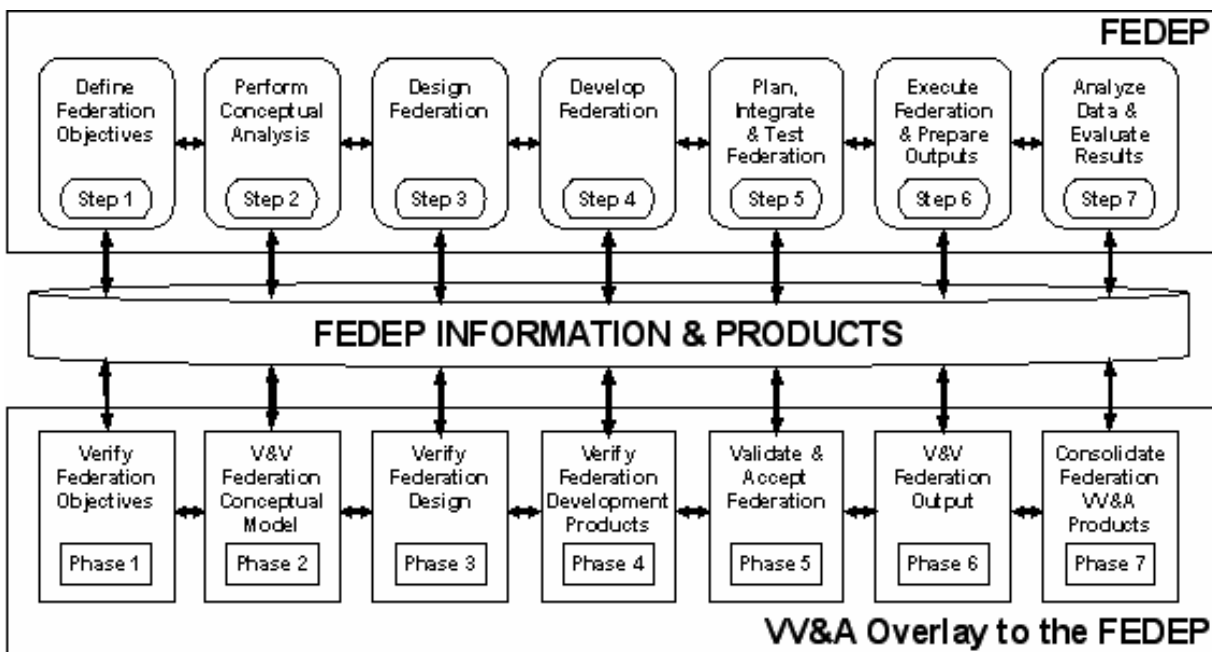 FEDEP
Define
Federation
Objectives
Step 1
Perform
Conceptual
Analysis
Step 2
Design
Federation
Step 3
Develop
Federation
Step 4
Plan,
Integrate
& Test
Federation
Step 5
Execute
Federation
& Prepare
Outputs
Step 6
Analyze
Data &
Evaluate
Results
Step 7
FEDEP INFORMATION & PRODUCTS
Verify
Federation
Objectives
Phase 1
V&V
Federation
Conceptual
Model
Phase 2
Verify
Federation
Design
Phase 3
Verify
Federation
Development
Products
Phase 4
Validate &
Accept
Federation
Phase 5
V&V
Federation
Output
Phase 6
Consolidate
Federation
VV&A
Products
Phase 7
VV&A Overlay to the FEDEP